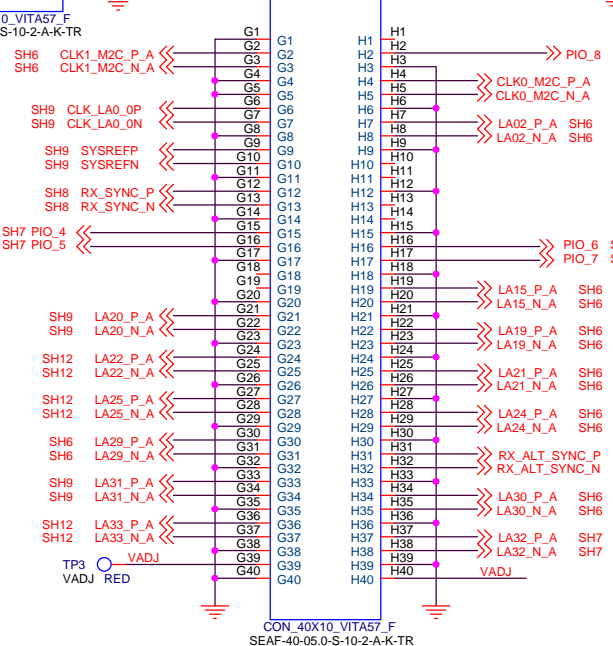 0_VITA57_F
S-10-2-A-K-TR
G1 G1 H1 H1
G2 G2 H2 H2 PIO_8
SH6 CLK1_M2C_P_A G3 G3 H3 H3
SH6 CLK1_M2C_N_A G4 G4 H4 H4 CLK0_M2C_P_A
G5 G5 H5 H5 CLK0_M2C_N_A
G6 G6 H6 H6
SH9 CLK_LA0_0P G7 G7 H7 H7 LA02_P_A SH6
SH9 CLK_LA0_0N G8 G8 H8 H8 LA02_N_A SH6
G9 G9 H9 H9
SH9 SYSREFP G10 G10 H10 H10
SH9 SYSREFN G11 G11 H11 H11
G12 G12 H12 H12
SH8 RX_SYNC_P G13 G13 H13 H13
SH8 RX_SYNC_N G14 G14 H14 H14
SH7 PIO_4 G15 G15 H15 H15
SH7 PIO_5 G16 G16 H16 H16 PIO_6 S
G17 G17 H17 H17 PIO_7 S
G18 G18 H18 H18
G19 G19 H19 H19 LA15_P_A SH6
G20 G20 H20 H20 LA15_N_A SH6
SH9 LA20_P_A G21 G21 H21 H21
SH9 LA20_N_A G22 G22 H22 H22 LA19_P_A SH6
G23 G23 H23 H23 LA19_N_A SH6
SH12 LA22_P_A G24 G24 H24 H24
SH12 LA22_N_A G25 G25 H25 H25 LA21_P_A SH6
G26 G26 H26 H26 LA21_N_A SH6
SH12 LA25_P_A G27 G27 H27 H27
SH12 LA25_N_A G28 G28 H28 H28 LA24_P_A SH6
G29 G29 H29 H29 LA24_N_A SH6
SH6 LA29_P_A G30 G30 H30 H30
SH6 LA29_N_A G31 G31 H31 H31 RX_ALT_SYNC_P
G32 G32 H32 H32 RX_ALT_SYNC_N
SH9 LA31_P_A G33 G33 H33 H33
SH9 LA31_N_A G34 G34 H34 H34 LA30_P_A SH6
G35 G35 H35 H35 LA30_N_A SH6
SH12 LA33_P_A G36 G36 H36 H36
SH12 LA33_N_A G37 G37 H37 H37 LA32_P_A SH7
G38 G38 H38 H38 LA32_N_A SH7
TP3 VADJ G39 G39 H39 H39
VADJ RED G40 G40 H40 H40 VADJ
CON_40X10_VITA57_F
SEAF-40-05.0-S-10-2-A-K-TR